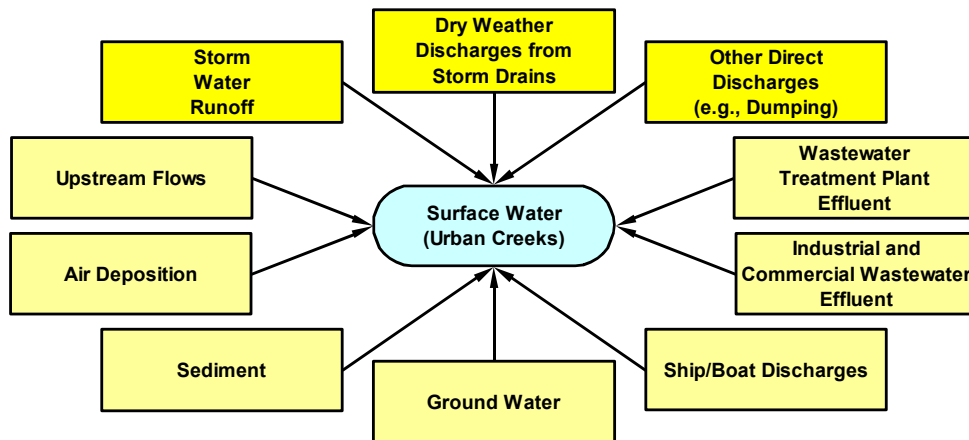 Storm
Water
Runoff
Dry Weather
Discharges from
Storm Drains
Other Direct
Discharges
(e.g., Dumping)
Upstream Flows
Wastewater
Treatment Plant
Effluent
Surface Water
(Urban Creeks)
Air Deposition
Industrial and
Commercial Wastewater
Effluent
Sediment
Ground Water
Ship/Boat Discharges